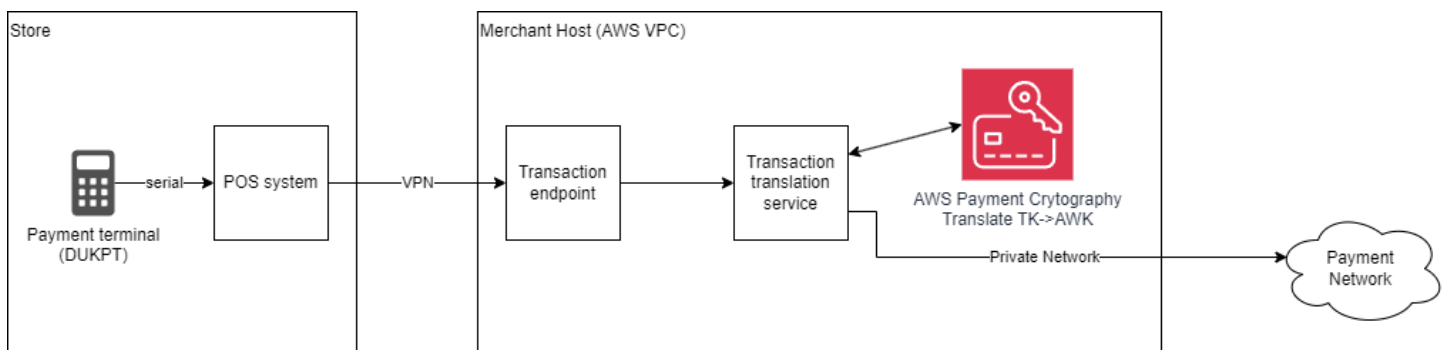 Store
Merchant Host (AWS VPC)
serial
POS system
VPN
Transaction
endpoint
Transaction
translation
service
Payment terminal
(DUKPT)
AWS Payment Crytography
Translate TK->AWK
Private Network
Payment
Network